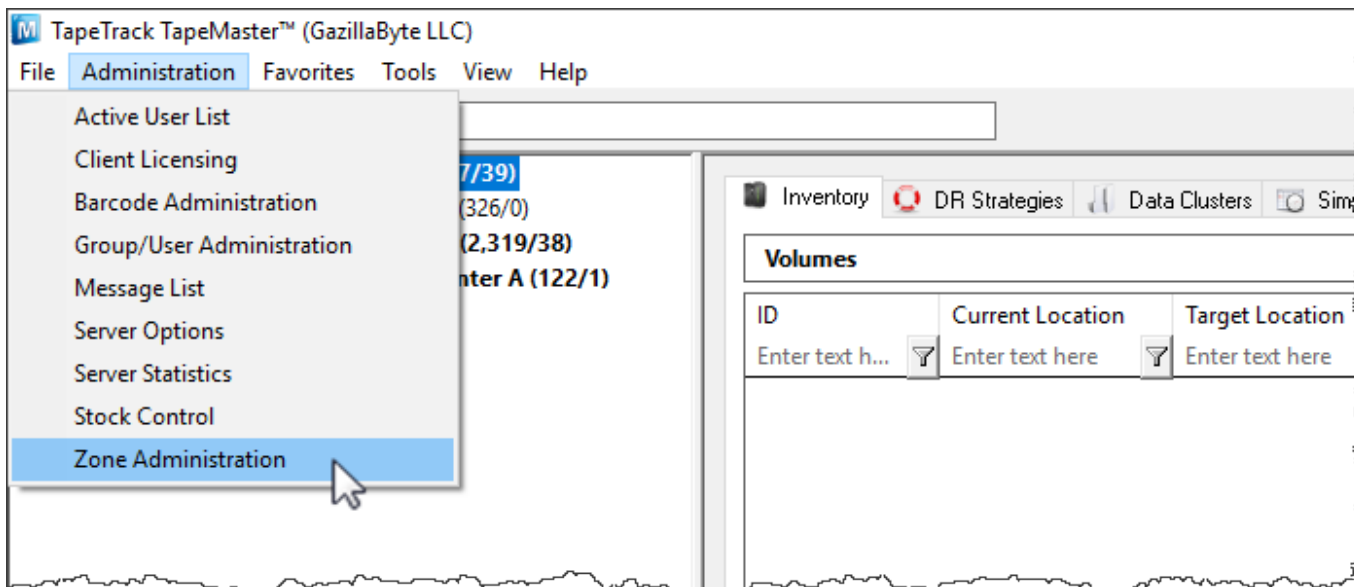 TapeTrack TapeMaster™ (GazillaByte LLC)
File Administration Favorites Tools View Help
Active User List
Client Licensing
Barcode Administration
Group/User Administration
Message List
Server Options
Server Statistics
Stock Control
Zone Administration
7/39)
(326/0)
(2,319/38)
nter A (122/1)
Inventory DR Strategies Data Clusters Sim
Volumes
ID Current Location Target Location
Enter text h... Enter text here Enter text here